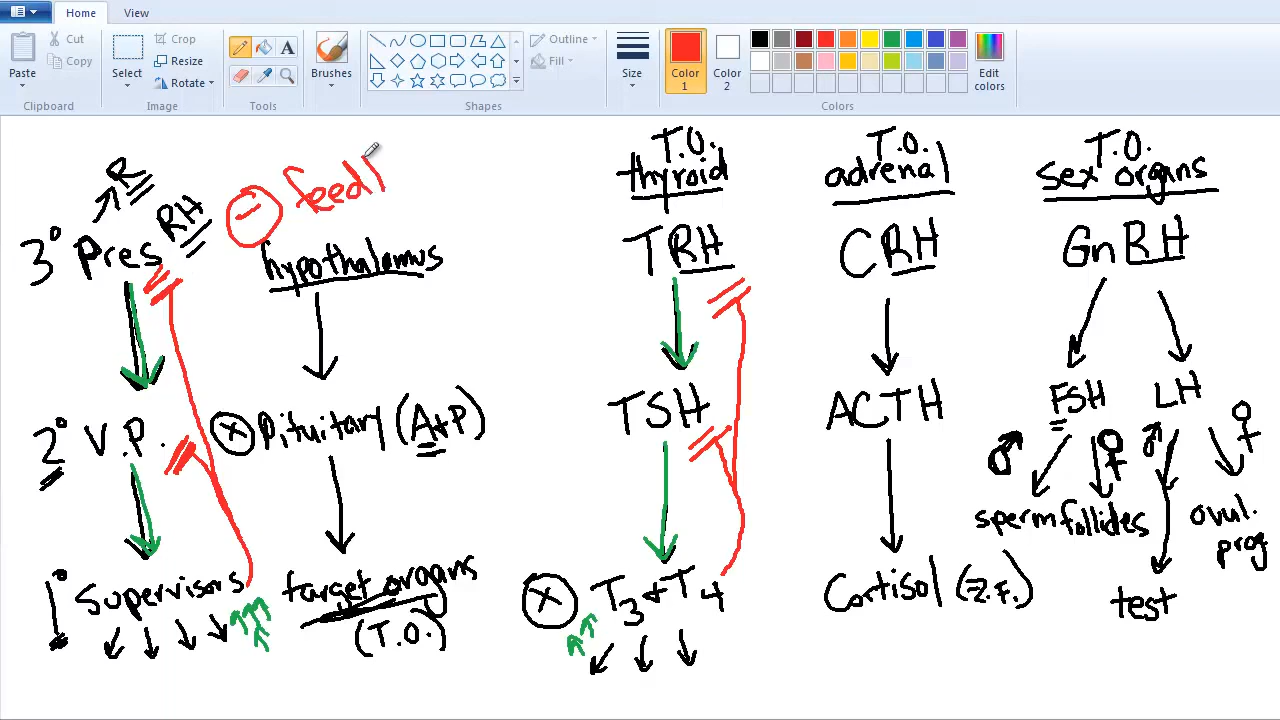 Home View
Paste
Cut
Copy
Clipboard
Select
Crop
Rotate
Image
A
Tools
Brushes
Shapes
Outline
Fill
Size
Color 1
Color 2
Edit colors
Colors
R
RH
3° Pres
2° V.P.
1° Supervisors
− feed
hypothalamus
X Pituitary (A+P)
target organs
(T.O.)
T.O.
thyroid
TRH
TSH
X T3 + T4
T.O.
adrenal
CRH
ACTH
Cortisol (Z.F.)
T.O.
sex organs
GnRH
FSH LH
♂ ♀ ♂ ♀
sperm follicles
test
ovul.
prog